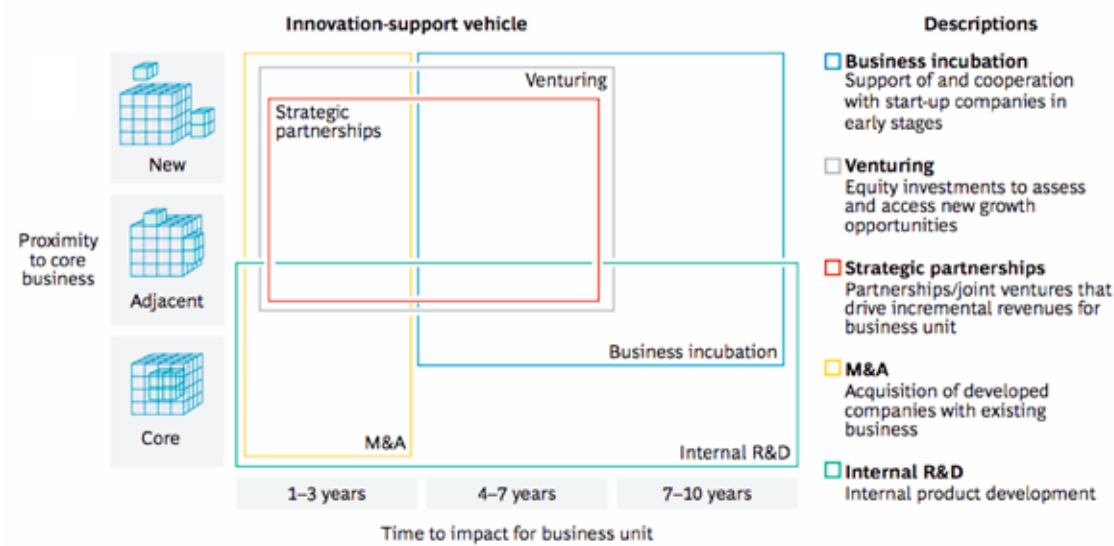 Innovation-support vehicle
Descriptions
New
Adjacent
Core
Proximity
to core
business
Venturing
Strategic
partnerships
Business incubation
M&A
Internal R&D
1–3 years
4–7 years
7–10 years
Time to impact for business unit
Business incubation
Support of and cooperation
with start-up companies in
early stages
Venturing
Equity investments to assess
and access new growth
opportunities
Strategic partnerships
Partnerships/joint ventures that
drive incremental revenues for
business unit
M&A
Acquisition of developed
companies with existing
business
Internal R&D
Internal product development